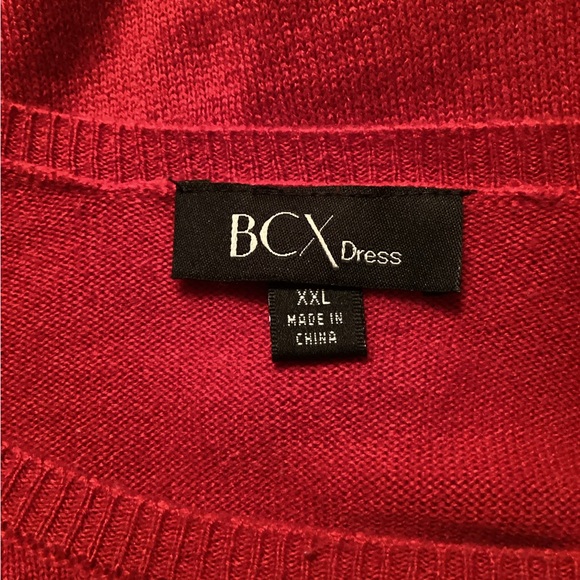 BCX Dress
XXL
MADE IN
CHINA